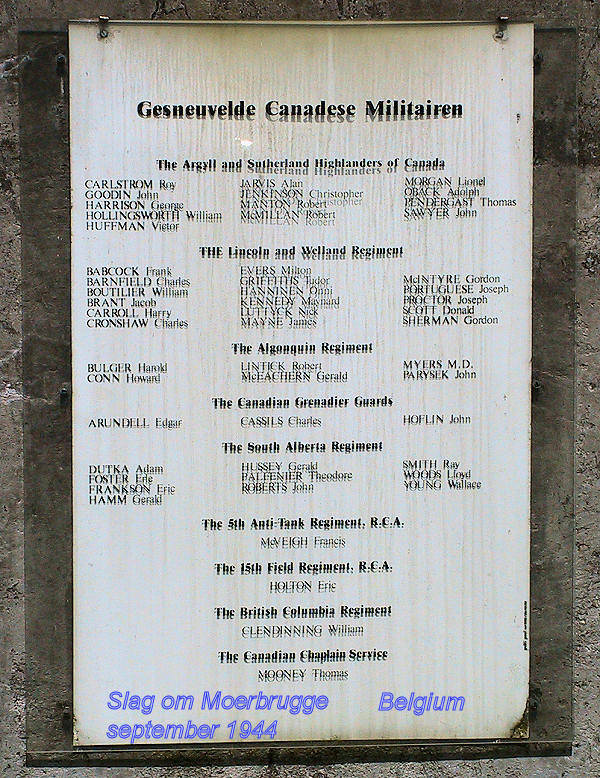 Gesneuvelde Canadese Militairen
The Argyll and Sutherland Highlanders of Canada
CARLSTROM Roy JARVIS Alan MORGAN Lionel
GOODIN John JENKINSON Christopher OBACK Adolph
HARRISON George MANTON Robert PENDERGAST Thomas
HOLLINGSWORTH William McMILLAN Robert SAWYER John
HUFFMAN Victor
THE Lincoln and Welland Regiment
BABCOCK Frank EVERS Milton
BARNFIELD Charles GRIFFITHS Tudor McINTYRE Gordon
BOUTILIER William HANNINEN Onni PORTUGUESE Joseph
BRANT Jacob KENNEDY Maynard PROCTOR Joseph
CARROLL Harry LUTTYCK Nick SCOTT Donald
CRONSHAW Charles MAYNE James SHERMAN Gordon
The Algonquin Regiment
BULGER Harold LINTICK Robert MYERS M.D.
CONN Howard McEACHERN Gerald PARYSEK John
The Canadian Grenadier Guards
ARUNDELL Edgar CASSILS Charles HOFLIN John
The South Alberta Regiment
DUTKA Adam HUSSEY Gerald SMITH Ray
FOSTER Erle PALFENIER Theodore WOODS Lloyd
FRANKSON Eric ROBERTS John YOUNG Wallace
HAMM Gerald
The 5th Anti-Tank Regiment, R.C.A.
McVEIGH Francis
The 15th Field Regiment, R.C.A.
HOLTON Eric
The British Columbia Regiment
CLENDINNING William
The Canadian Chaplain Service
MOONEY Thomas
Slag om Moerbrugge Belgium
september 1944